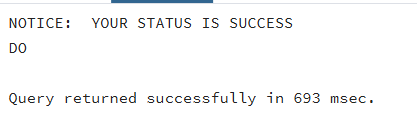 NOTICE:  YOUR STATUS IS SUCCESS
DO
Query returned successfully in 693 msec.